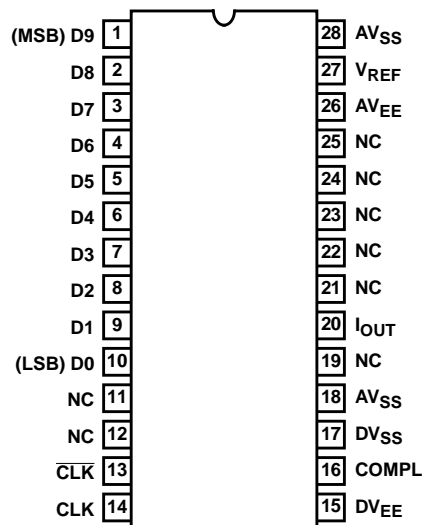 (MSB) D9 1 28 AVSS
D8 2 27 VREF
D7 3 26 AVEE
D6 4 25 NC
D5 5 24 NC
D4 6 23 NC
D3 7 22 NC
D2 8 21 NC
D1 9 20 IOUT
(LSB) D0 10 19 NC
NC 11 18 AVSS
NC 12 17 DVSS
C̅L̅K̅ 13 16 COMPL
CLK 14 15 DVEE